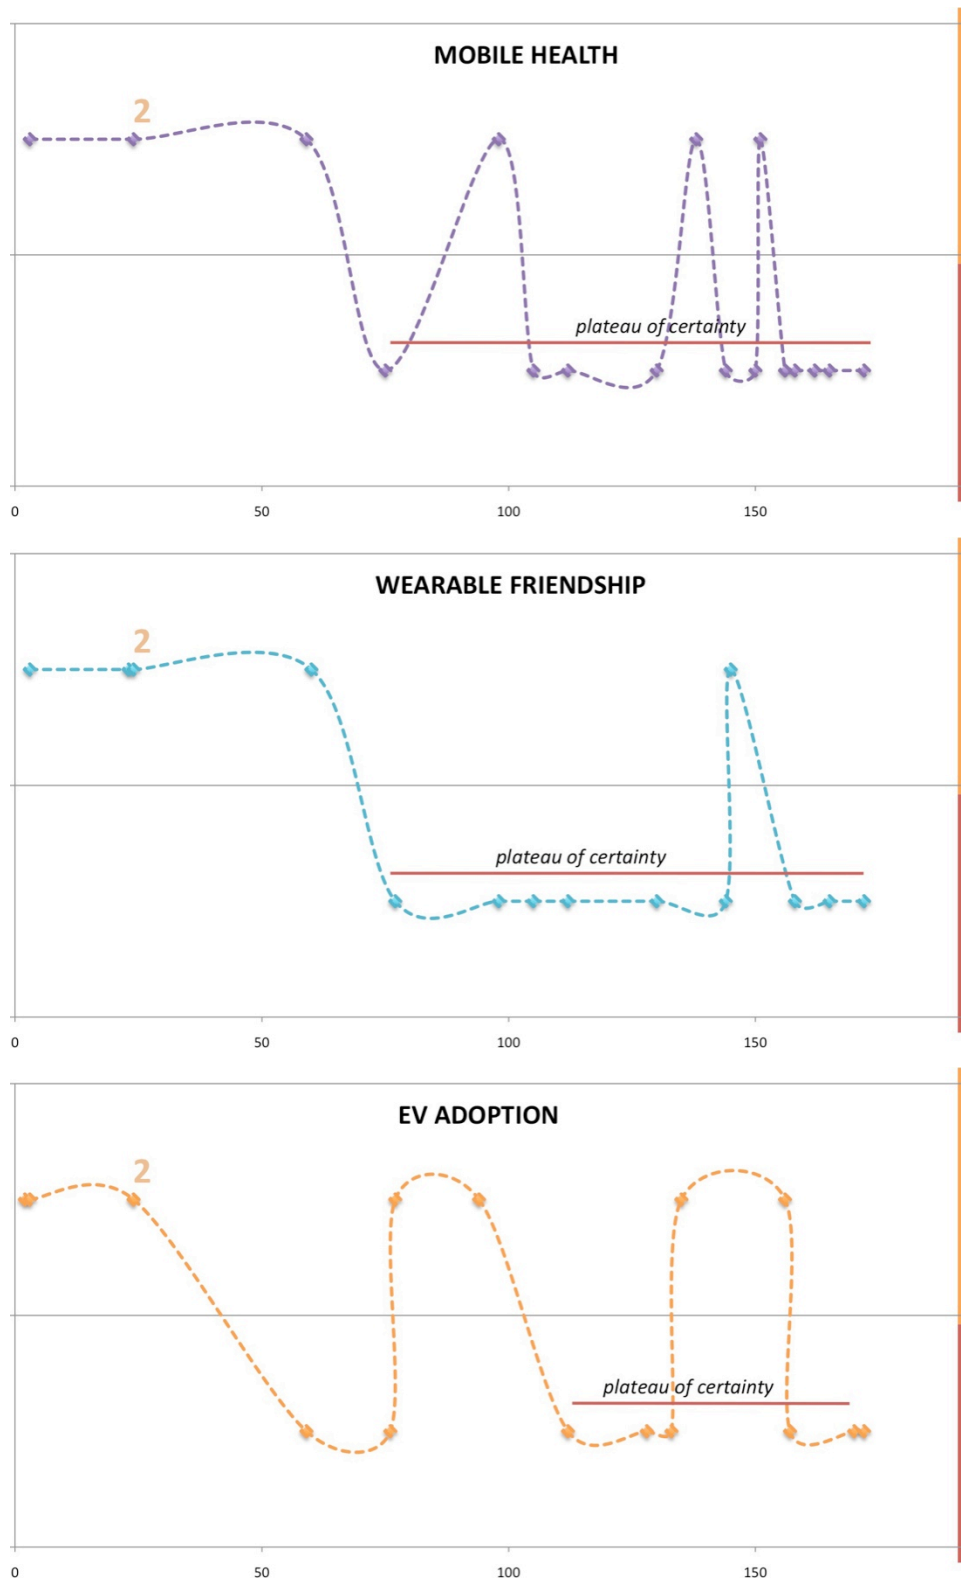 MOBILE HEALTH
2
plateau of certainty
0 50 100 150
WEARABLE FRIENDSHIP
2
plateau of certainty
0 50 100 150
EV ADOPTION
2
plateau of certainty
0 50 100 150